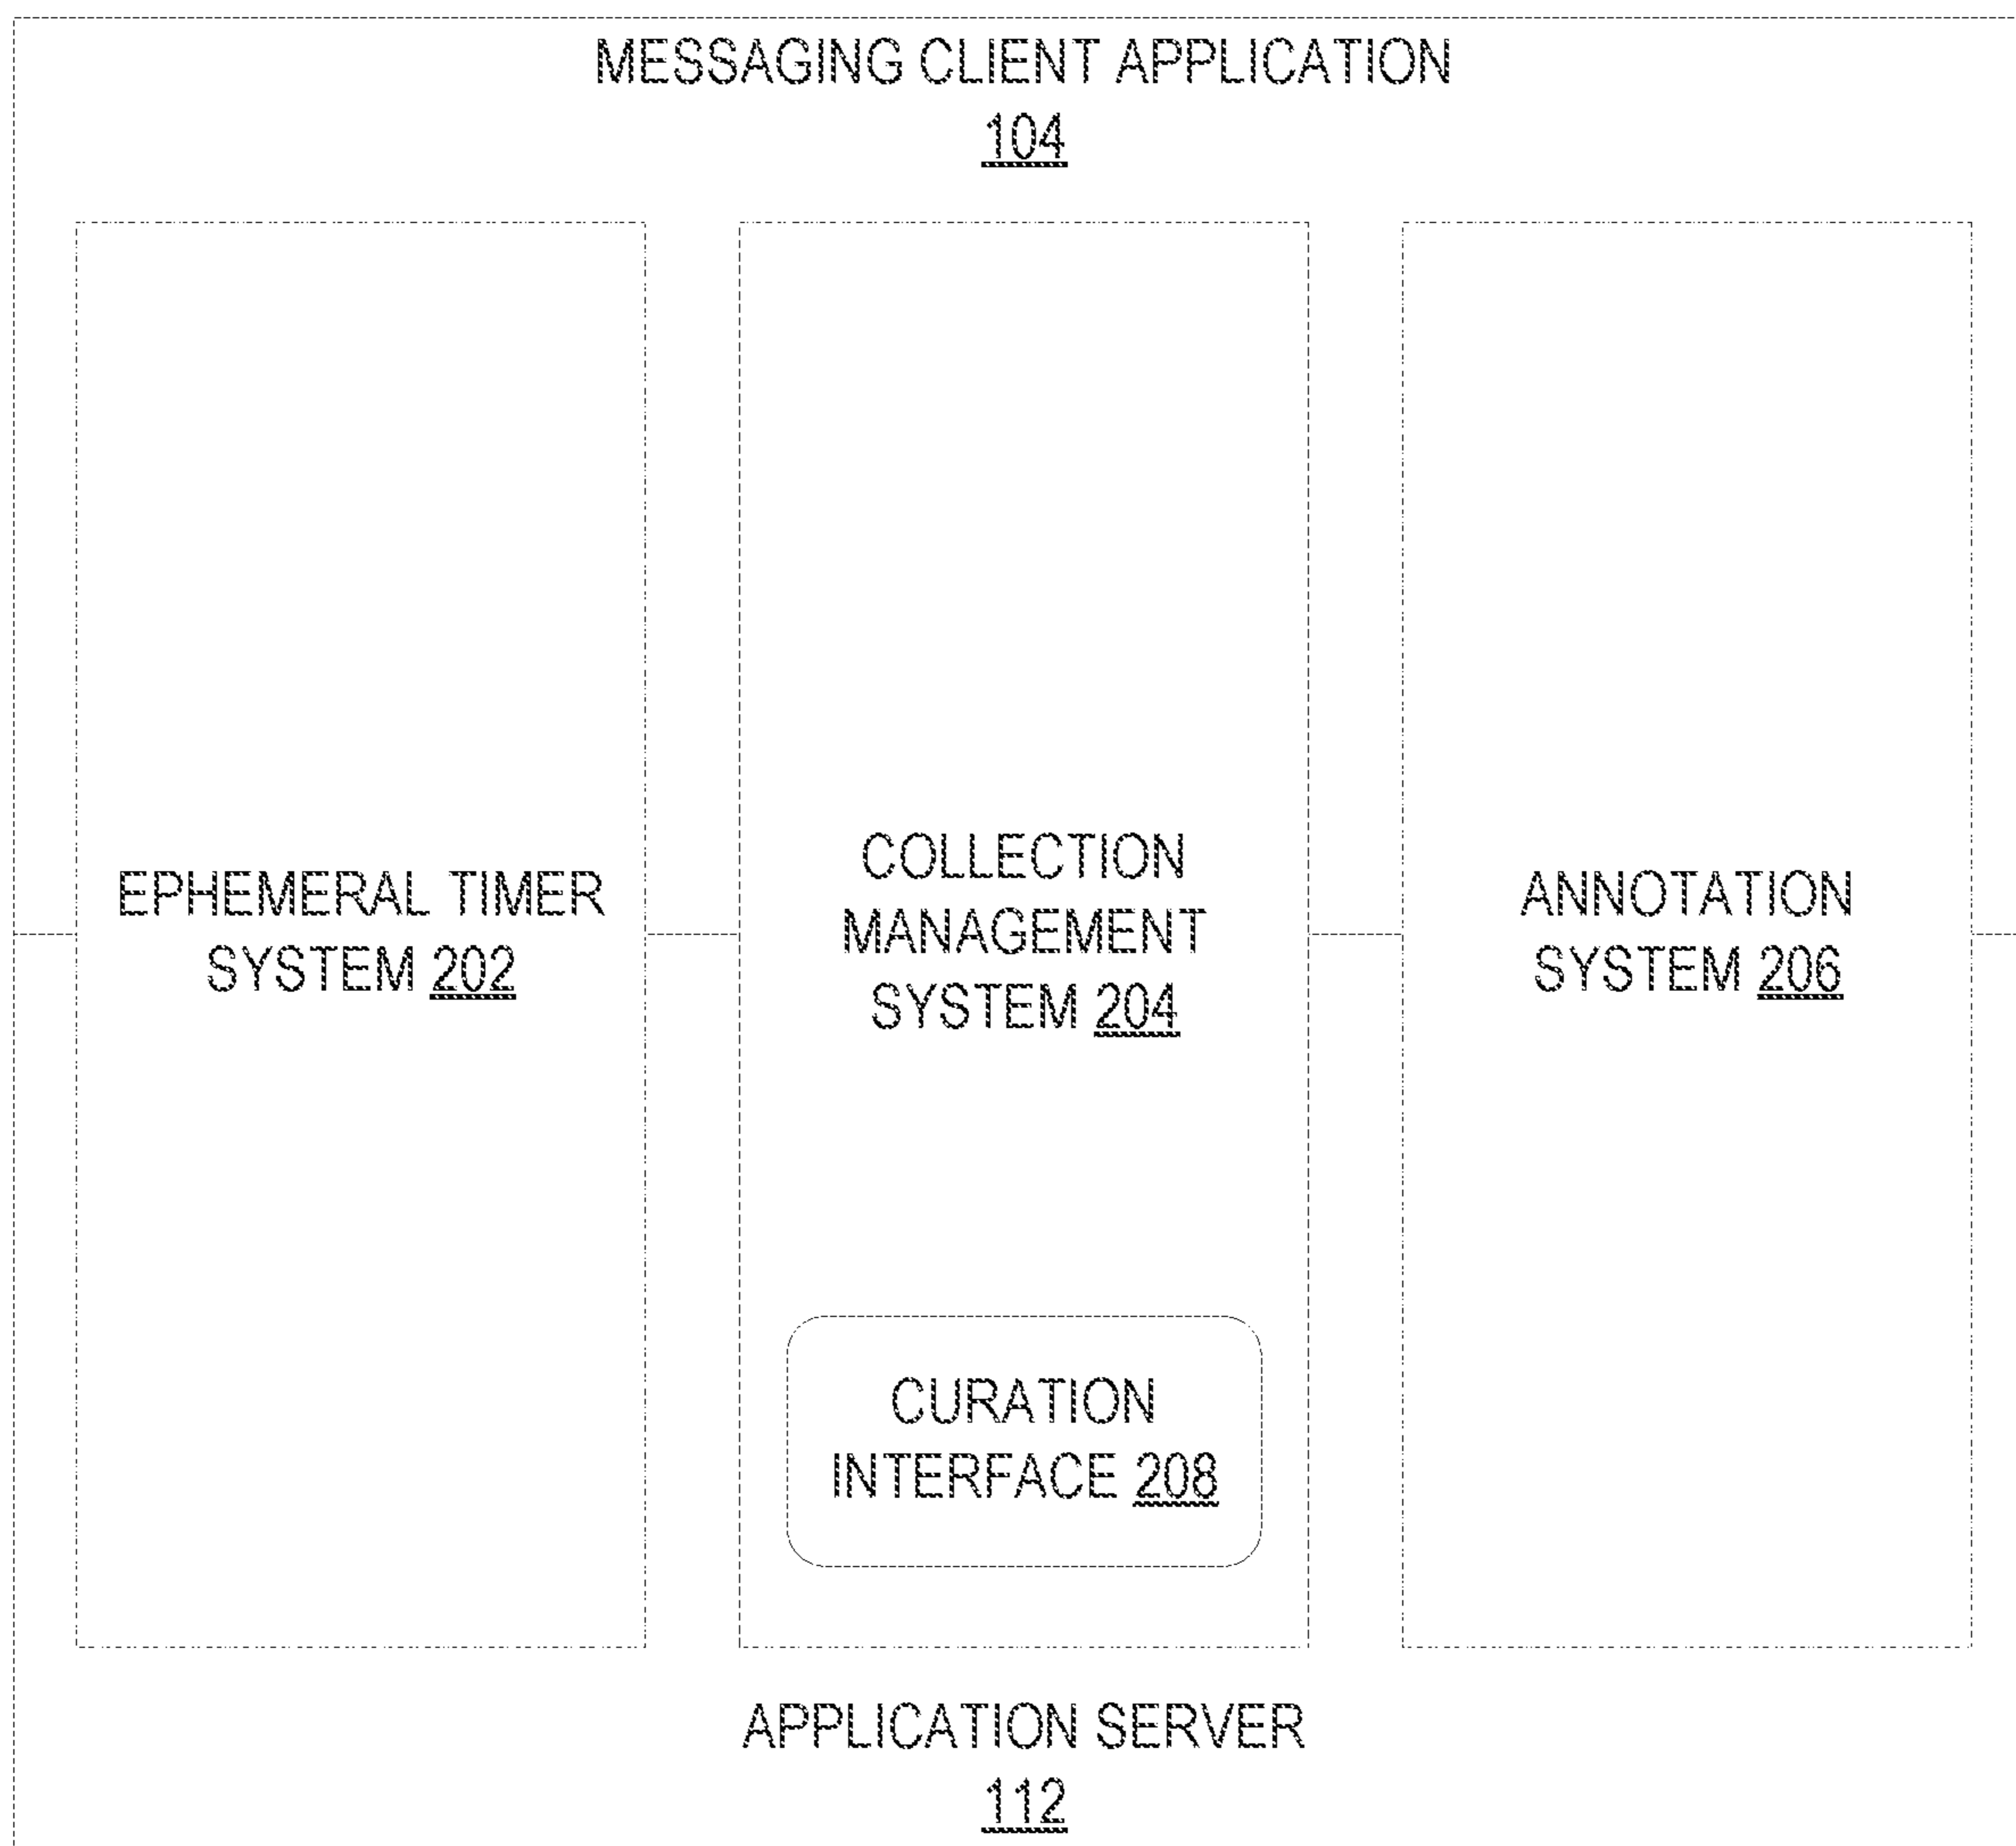 MESSAGING CLIENT APPLICATION
104
EPHEMERAL TIMER
SYSTEM 202
COLLECTION
MANAGEMENT
SYSTEM 204
ANNOTATION
SYSTEM 206
CURATION
INTERFACE 208
APPLICATION SERVER
112